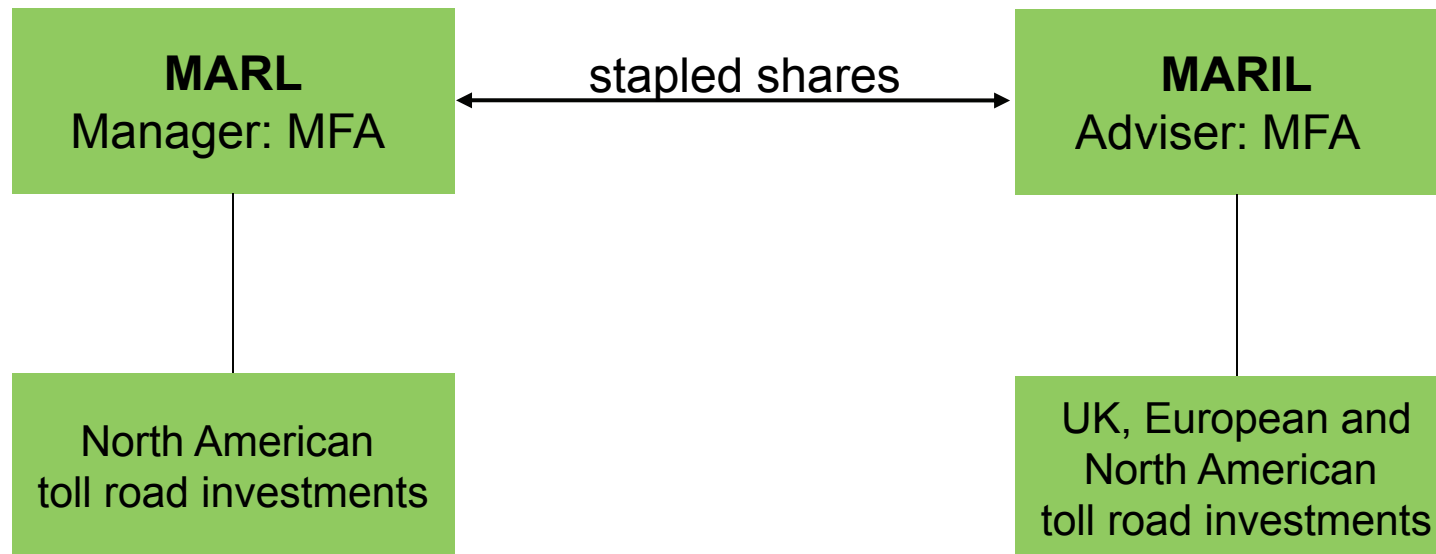 MARL
Manager: MFA
stapled shares
MARIL
Adviser: MFA
North American
toll road investments
UK, European and
North American
toll road investments